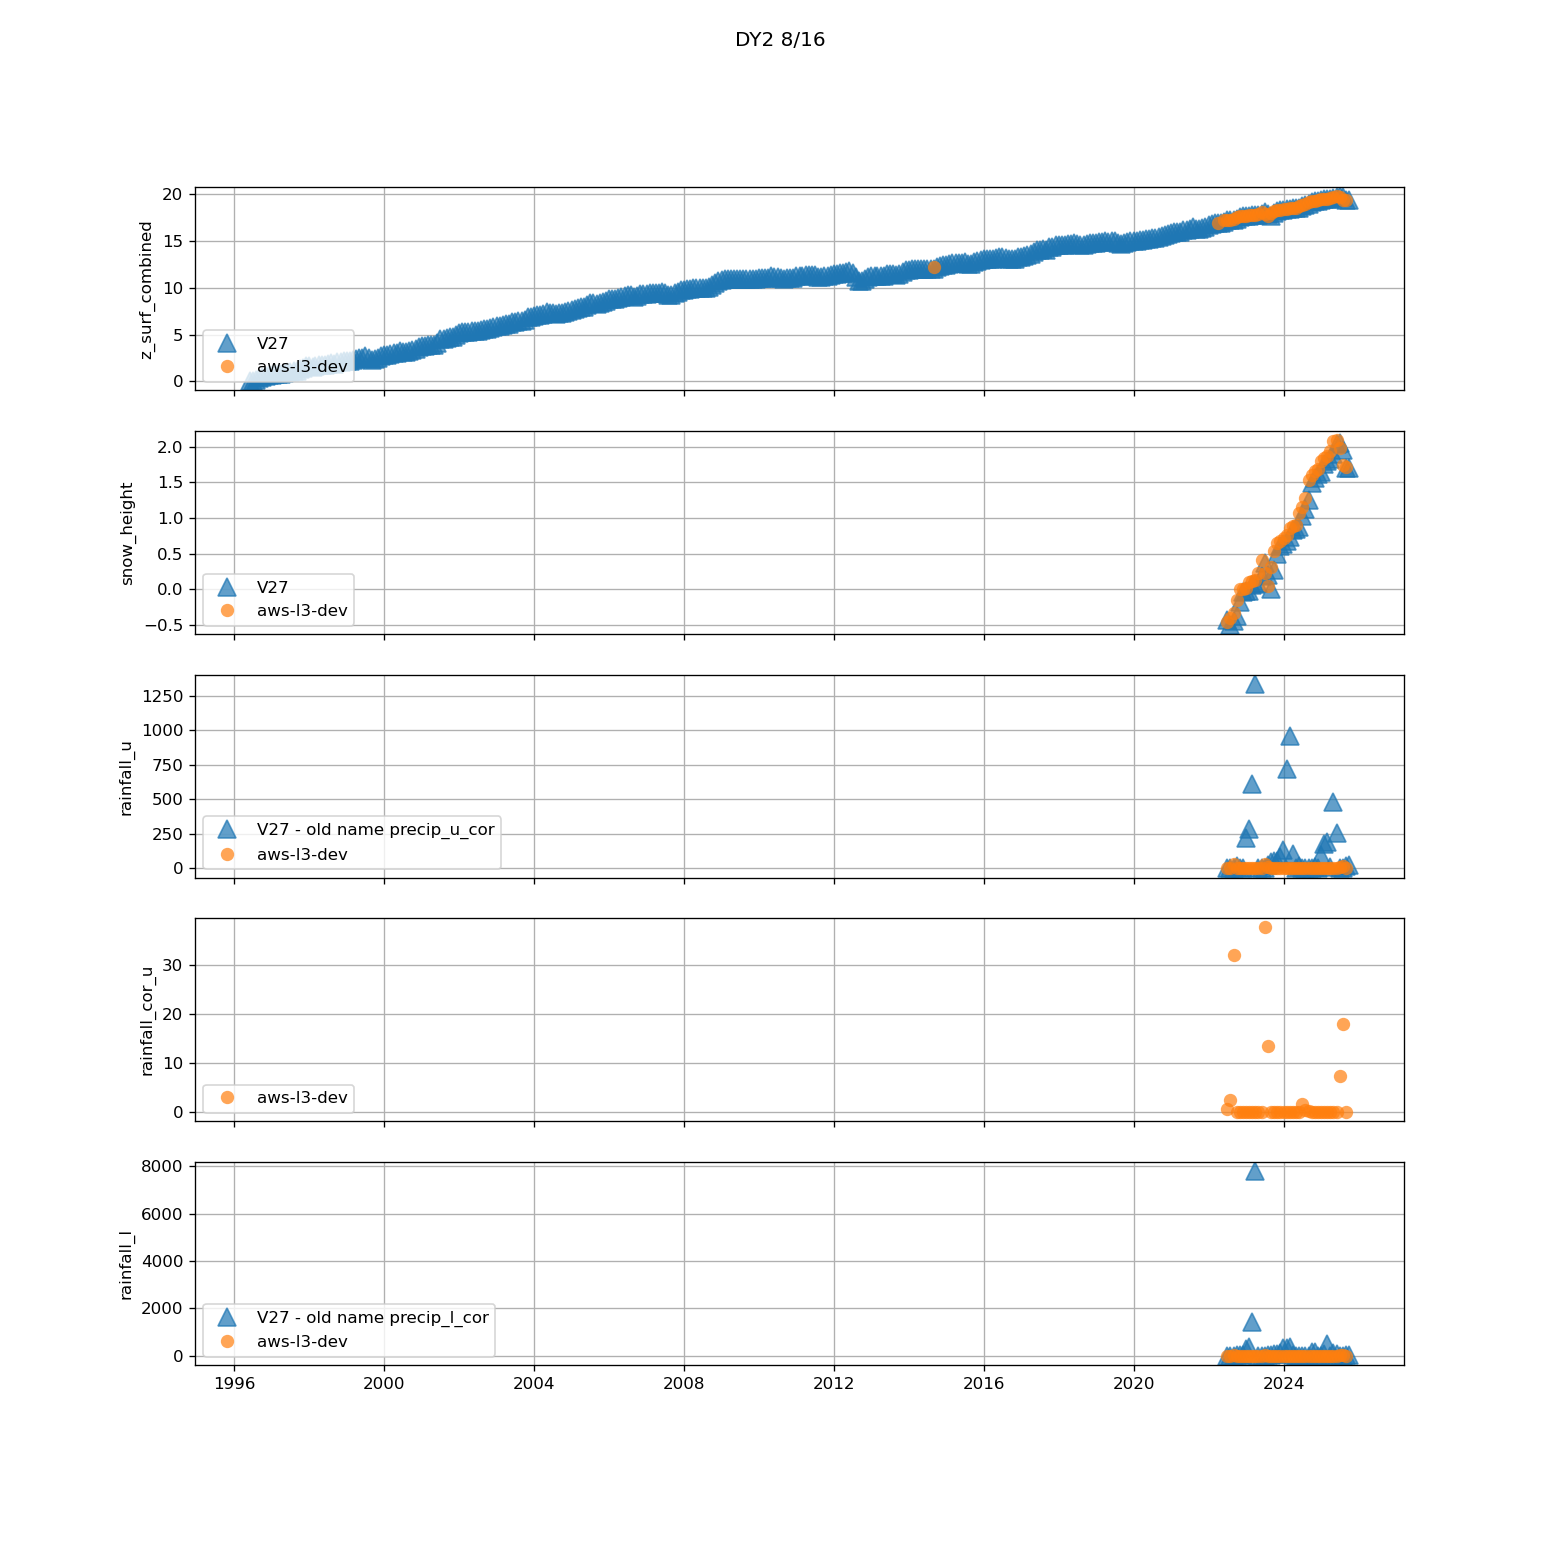 DY2 8/16
20
15
10
5
0
z_surf_combined
V27
aws-l3-dev
2.0
1.5
1.0
0.5
0.0
−0.5
snow_height
V27
aws-l3-dev
1250
1000
750
500
250
0
rainfall_u
V27 - old name precip_u_cor
aws-l3-dev
30
20
10
0
rainfall_cor_u
aws-l3-dev
8000
6000
4000
2000
0
rainfall_l
V27 - old name precip_l_cor
aws-l3-dev
1996 2000 2004 2008 2012 2016 2020 2024